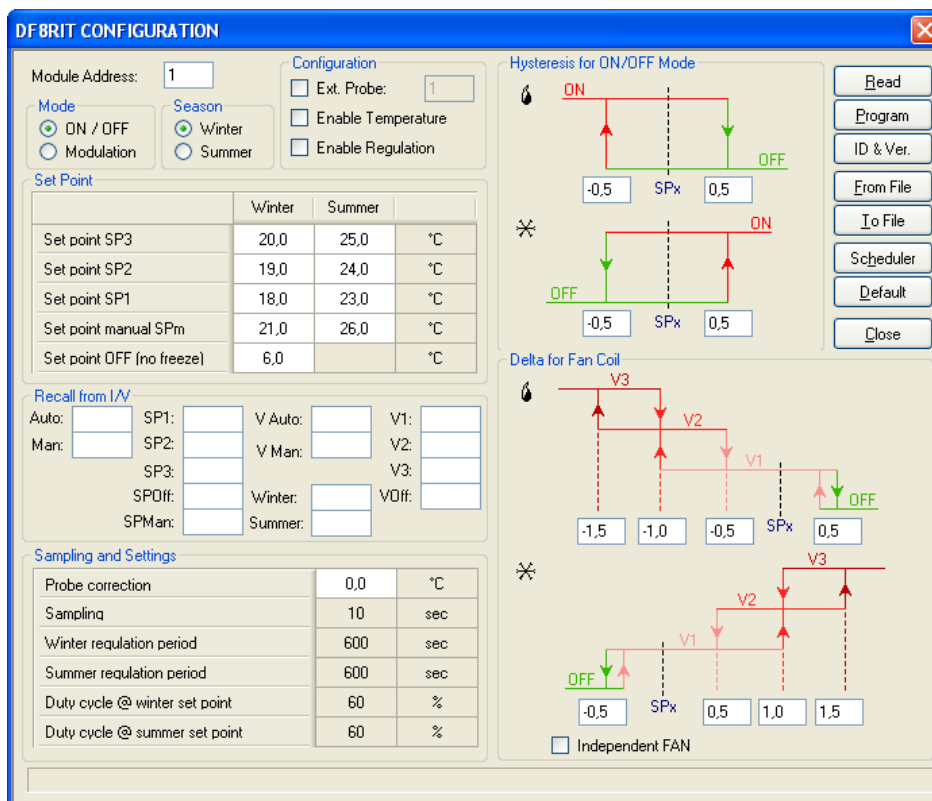 DF8RIT CONFIGURATION
Module Address: 1
Mode
ON / OFF
Modulation
Season
Winter
Summer
Configuration
Ext. Probe: 1
Enable Temperature
Enable Regulation
Set Point
Winter Summer
Set point SP3 20,0 25,0 °C
Set point SP2 19,0 24,0 °C
Set point SP1 18,0 23,0 °C
Set point manual SPm 21,0 26,0 °C
Set point OFF (no freeze) 6,0 °C
Recall from I/V
Auto:
Man:
SP1:
SP2:
SP3:
SPOff:
SPMan:
V Auto:
V Man:
Winter:
Summer:
V1:
V2:
V3:
VOff:
Sampling and Settings
Probe correction 0,0 °C
Sampling 10 sec
Winter regulation period 600 sec
Summer regulation period 600 sec
Duty cycle @ winter set point 60 %
Duty cycle @ summer set point 60 %
Hysteresis for ON/OFF Mode
ON
OFF
-0,5 SPx 0,5
ON
OFF
-0,5 SPx 0,5
Delta for Fan Coil
V3
V2
V1
OFF
-1,5 -1,0 -0,5 SPx 0,5
V3
V2
V1
OFF
-0,5 SPx 0,5 1,0 1,5
Independent FAN
Read
Program
ID & Ver.
From File
To File
Scheduler
Default
Close